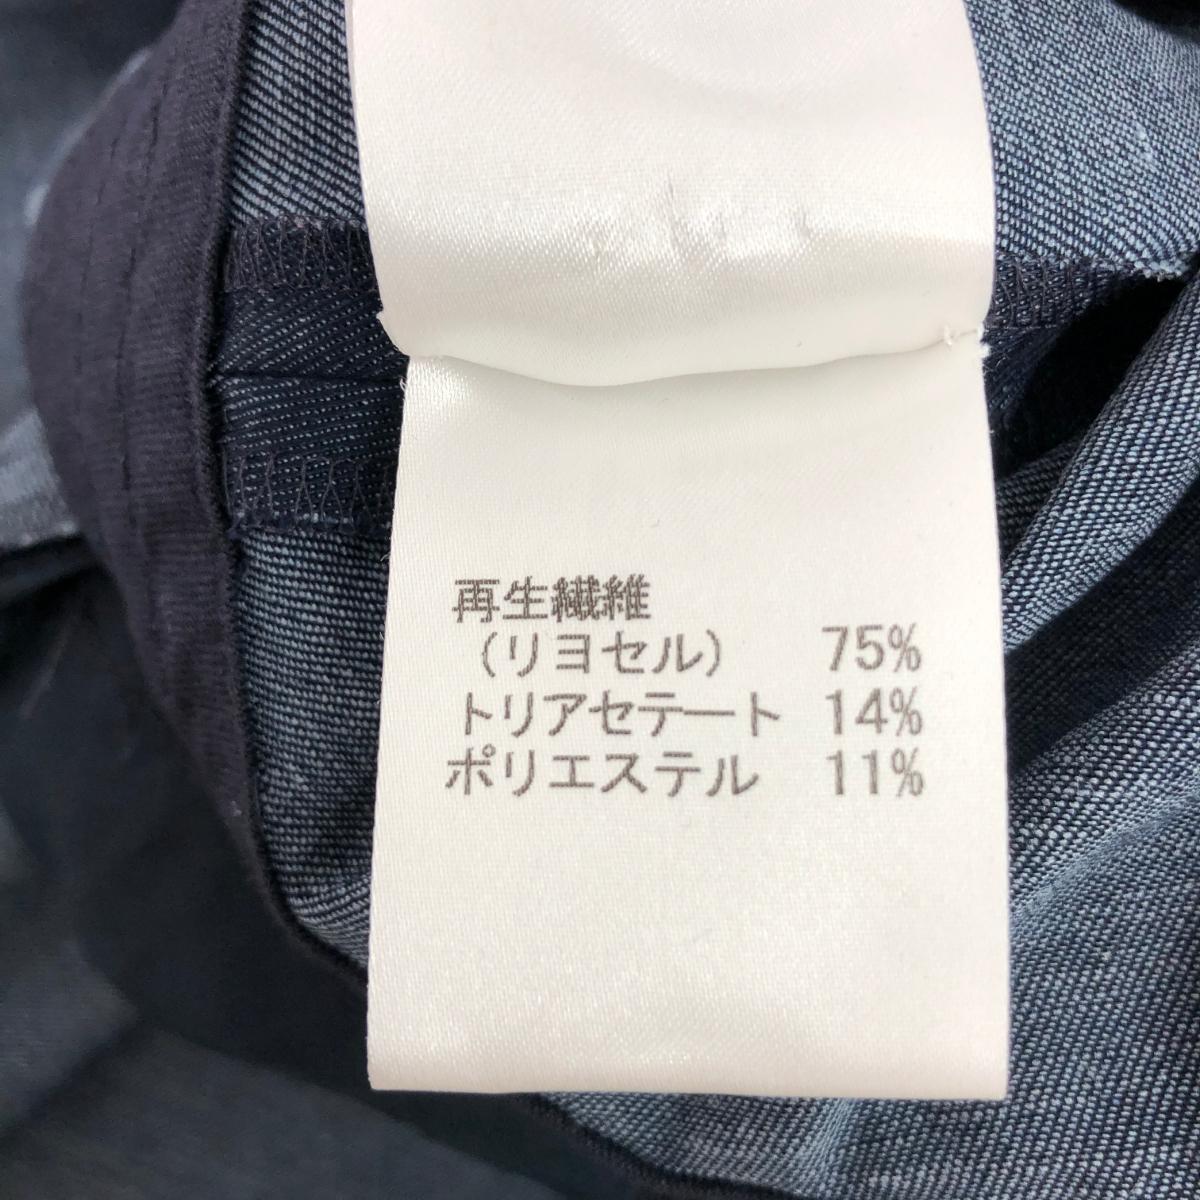 再生繊維
（リヨセル） 75%
トリアセテート 14%
ポリエステル 11%